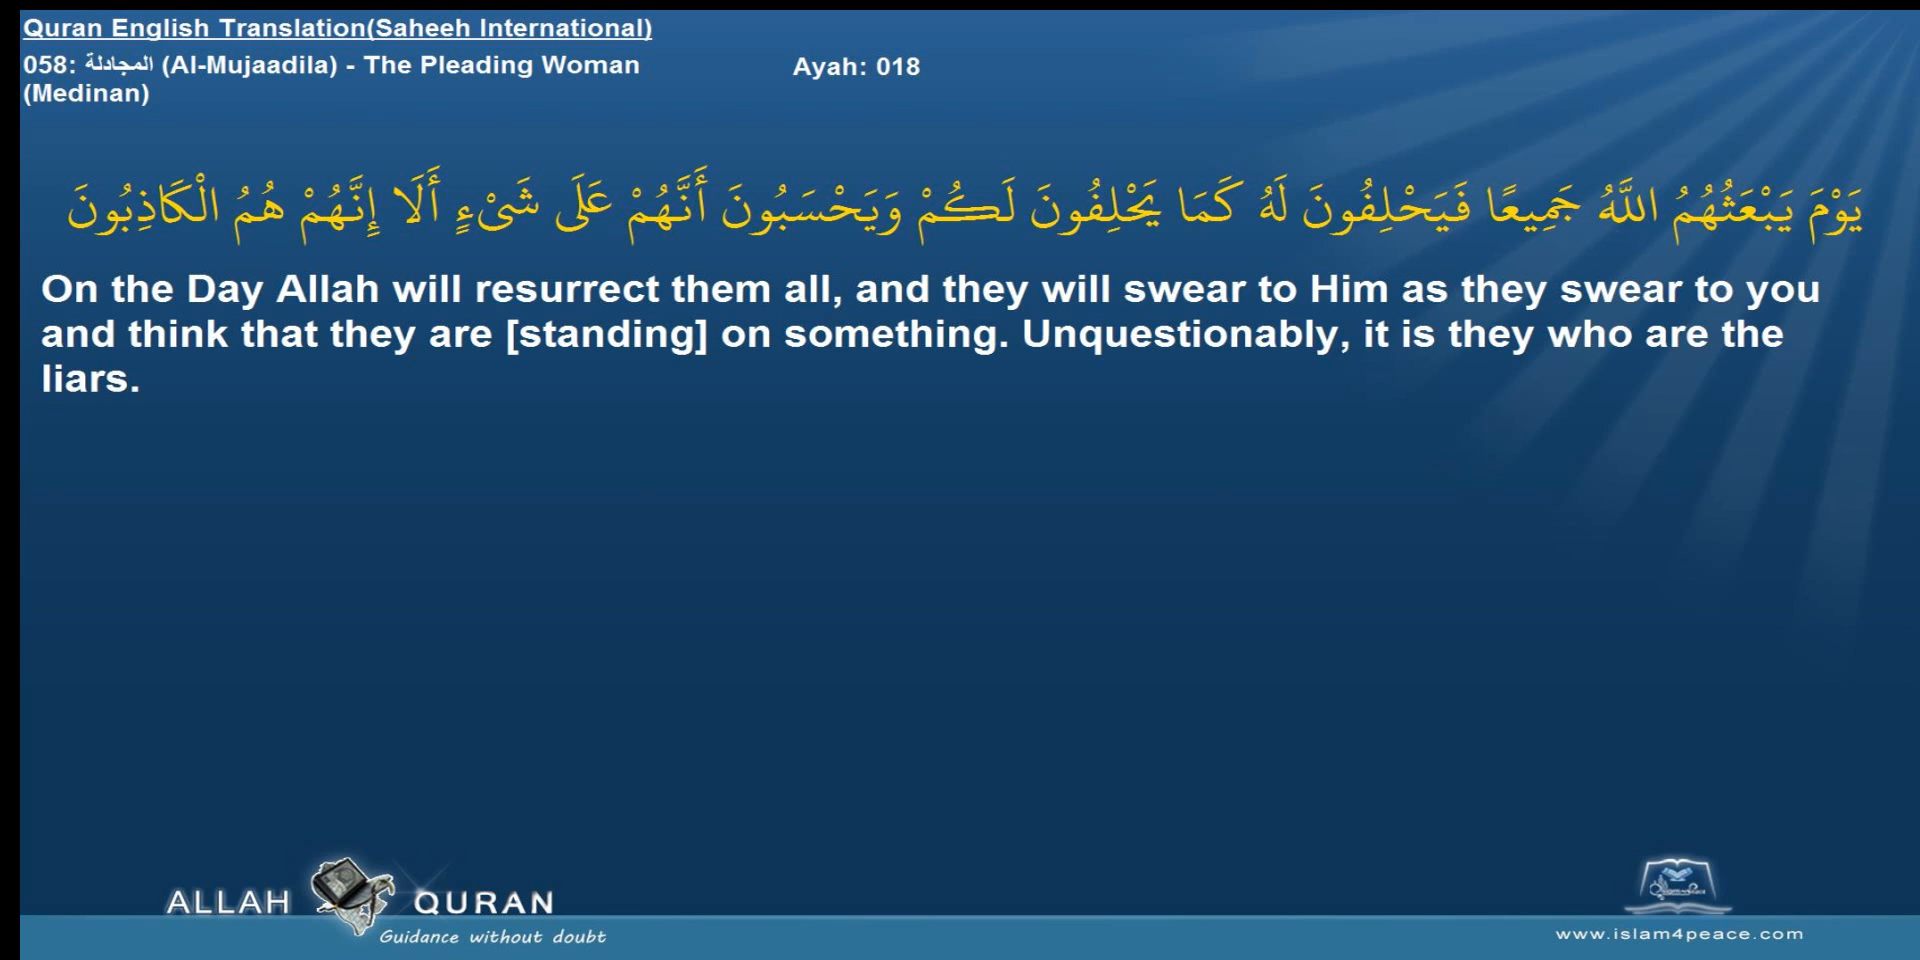 Quran English Translation(Saheeh International)
058: المجادلة (Al-Mujaadila) - The Pleading Woman
(Medinan)
Ayah: 018
يَوْمَ يَبْعَثُهُمُ اللَّهُ جَمِيعًا فَيَحْلِفُونَ لَهُ كَمَا يَحْلِفُونَ لَكُمْ وَيَحْسَبُونَ أَنَّهُمْ عَلَى شَيْءٍ أَلَا إِنَّهُمْ هُمُ الْكَاذِبُونَ
On the Day Allah will resurrect them all, and they will swear to Him as they swear to you
and think that they are [standing] on something. Unquestionably, it is they who are the
liars.
ALLAH QURAN
Guidance without doubt
www.islam4peace.com